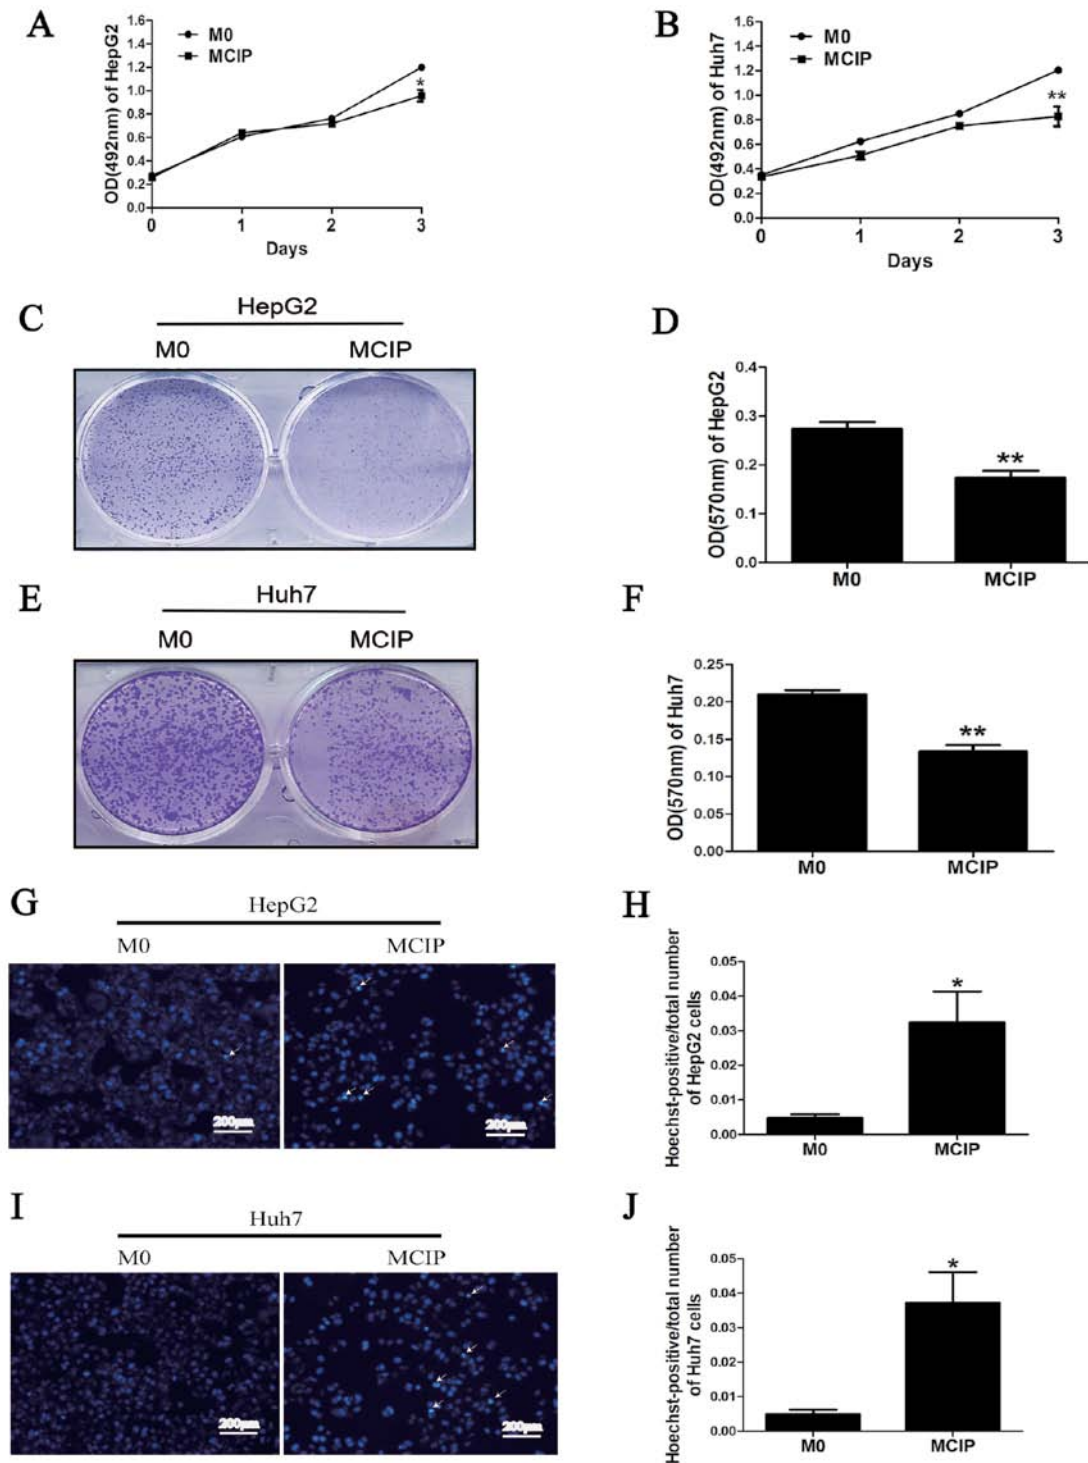 A
OD(492nm) of HepG2
1.6
1.4
1.2
1.0
0.8
0.6
0.4
0.2
0.0
M0
MCIP
*
0 1 2 3
Days
B
OD(492nm) of Huh7
1.6
1.4
1.2
1.0
0.8
0.6
0.4
0.2
0.0
M0
MCIP
**
0 1 2 3
Days
C
HepG2
M0 MCIP
D
OD(570nm) of HepG2
0.4
0.3
0.2
0.1
0.0
**
M0 MCIP
E
Huh7
M0 MCIP
F
OD(570nm) of Huh7
0.25
0.20
0.15
0.10
0.05
0.00
**
M0 MCIP
G
HepG2
M0 MCIP
200μm 200μm
H
Hoechst-positive/total number
of HepG2 cells
0.05
0.04
0.03
0.02
0.01
0.00
*
M0 MCIP
I
Huh7
M0 MCIP
200μm 200μm
J
Hoechst-positive/total number
of Huh7 cells
0.05
0.04
0.03
0.02
0.01
0.00
*
M0 MCIP